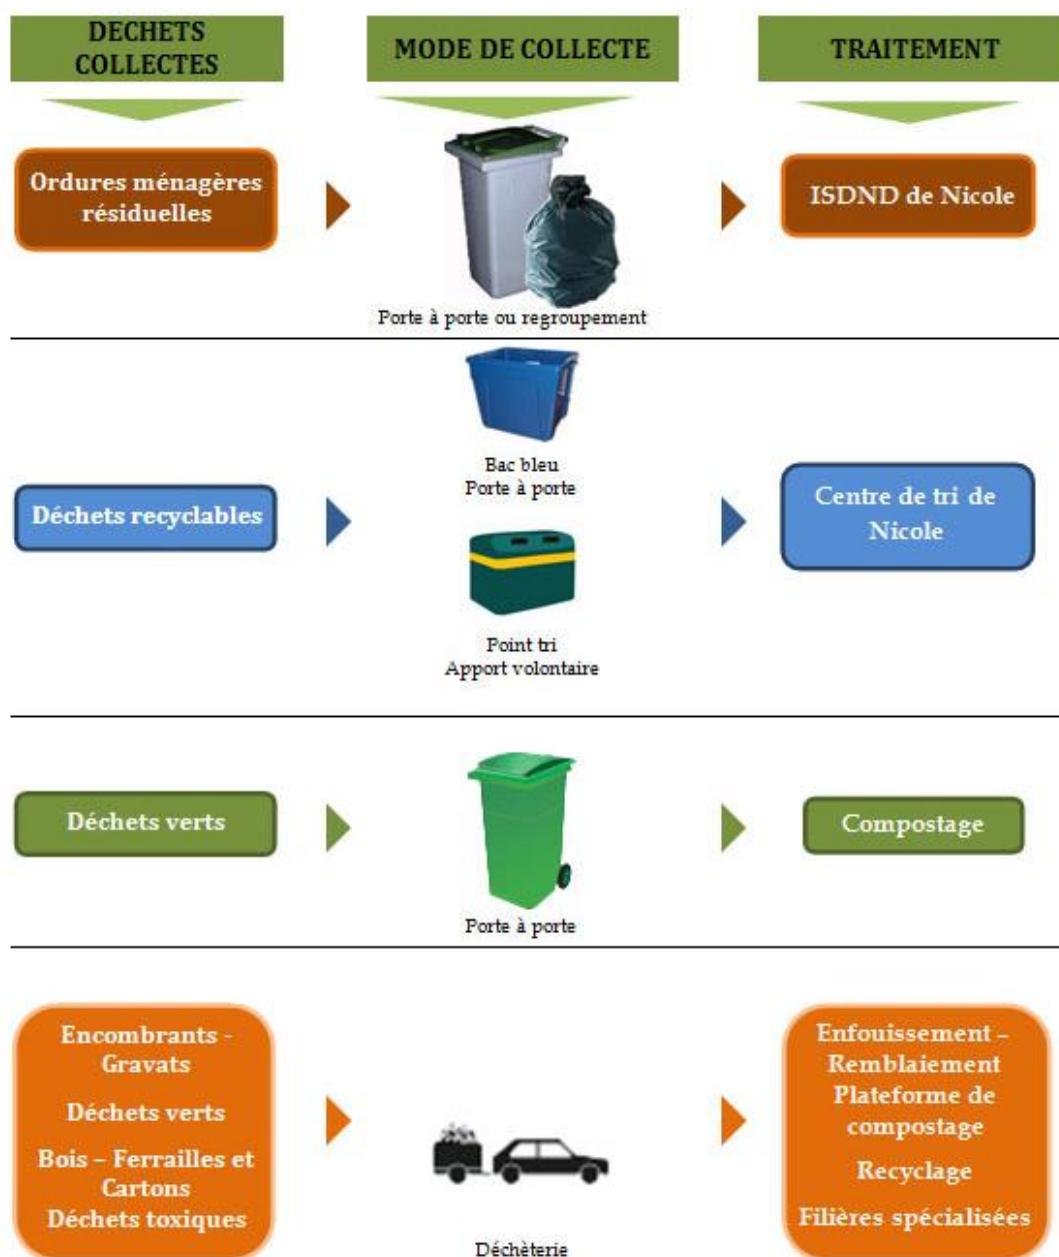 DECHETS
COLLECTES
MODE DE COLLECTE
TRAITEMENT
Ordures ménagères
résiduelles
Porte à porte ou regroupement
ISDND de Nicole
Déchets recyclables
Bac bleu
Porte à porte
Point tri
Apport volontaire
Centre de tri de
Nicole
Déchets verts
Porte à porte
Compostage
Encombrants -
Gravats
Déchets verts
Bois – Ferrailles et
Cartons
Déchets toxiques
Déchèterie
Enfouissement –
Remblaiement
Plateforme de
compostage
Recyclage
Filières spécialisées